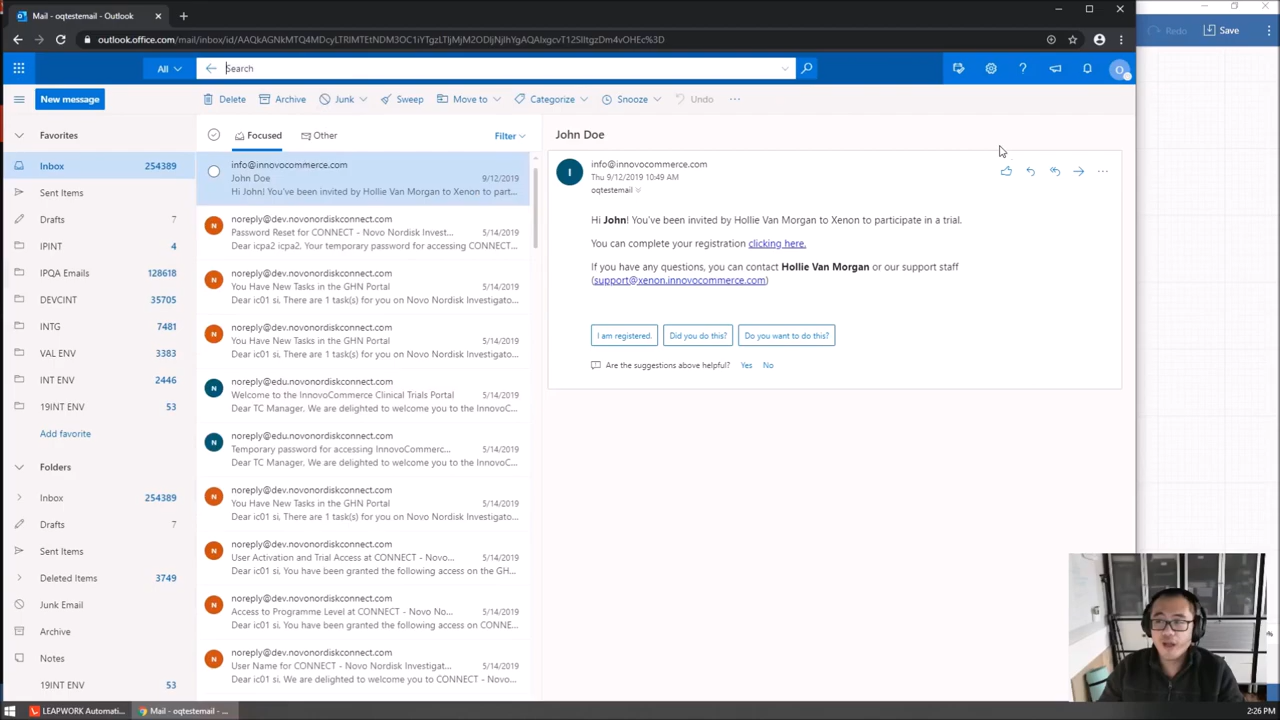 Mail - oqtestemail - Outlook
Redo
Save
outlook.office.com/mail/inbox/id/
All
Search
New message
Delete
Archive
Junk
Sweep
Move to
Categorize
Snooze
Undo
Favorites
Inbox 254389
Sent Items
Drafts 7
IPINT 4
IPQA Emails 128618
DEVCINT 35705
INTG 7481
VAL ENV 3383
INT ENV 2446
19INT ENV 53
Add favorite
Folders
Inbox 254389
Drafts 7
Sent Items
Deleted Items 3749
Junk Email
Archive
Notes
19INT ENV 53
Focused
Other
Filter
info@innovocommerce.com
John Doe 9/12/2019
Hi John! You've been invited by Hollie Van Morgan to Xenon to part...
noreply@dev.novonordiskconnect.com
Password Reset for CONNECT - Novo Nordisk Invest... 5/14/2019
Dear icpa2 icpa2, Your temporary password for accessing CONNECT...
noreply@dev.novonordiskconnect.com
You Have New Tasks in the GHN Portal 5/14/2019
Dear ic01 si, There are 1 task(s) for you on Novo Nordisk Investigato...
noreply@dev.novonordiskconnect.com
You Have New Tasks in the GHN Portal 5/14/2019
Dear ic01 si, There are 1 task(s) for you on Novo Nordisk Investigato...
noreply@edu.novonordiskconnect.com
Welcome to the InnovoCommerce Clinical Trials Portal 5/14/2019
Dear TC Manager, We are delighted to welcome you to the InnovoC...
noreply@edu.novonordiskconnect.com
Temporary password for accessing InnovoCommerc... 5/14/2019
Dear TC Manager, We are delighted to welcome you to the InnovoC...
noreply@dev.novonordiskconnect.com
You Have New Tasks in the GHN Portal 5/14/2019
Dear ic01 si, There are 1 task(s) for you on Novo Nordisk Investigato...
noreply@dev.novonordiskconnect.com
User Activation and Trial Access at CONNECT - Novo... 5/14/2019
Dear ic01 si, You have been granted the following access on the GH...
noreply@dev.novonordiskconnect.com
Access to Programme Level at CONNECT - Novo No... 5/14/2019
Dear ic01 si, You have been granted the following access on CONTEN...
noreply@dev.novonordiskconnect.com
User Name for CONNECT - Novo Nordisk Investigat... 5/14/2019
Dear ic01 si, We are delighted to welcome you to CONNECT - Novo...
John Doe
I
info@innovocommerce.com
Thu 9/12/2019 10:49 AM
oqtestemail
Hi John! You've been invited by Hollie Van Morgan to Xenon to participate in a trial.
You can complete your registration clicking here.
If you have any questions, you can contact Hollie Van Morgan or our support staff
(support@xenon.innovocommerce.com)
I am registered.
Did you do this?
Do you want to do this?
Are the suggestions above helpful? Yes No
LEAPWORK Automati...
Mail - oqtestemail - ...
2:26 PM